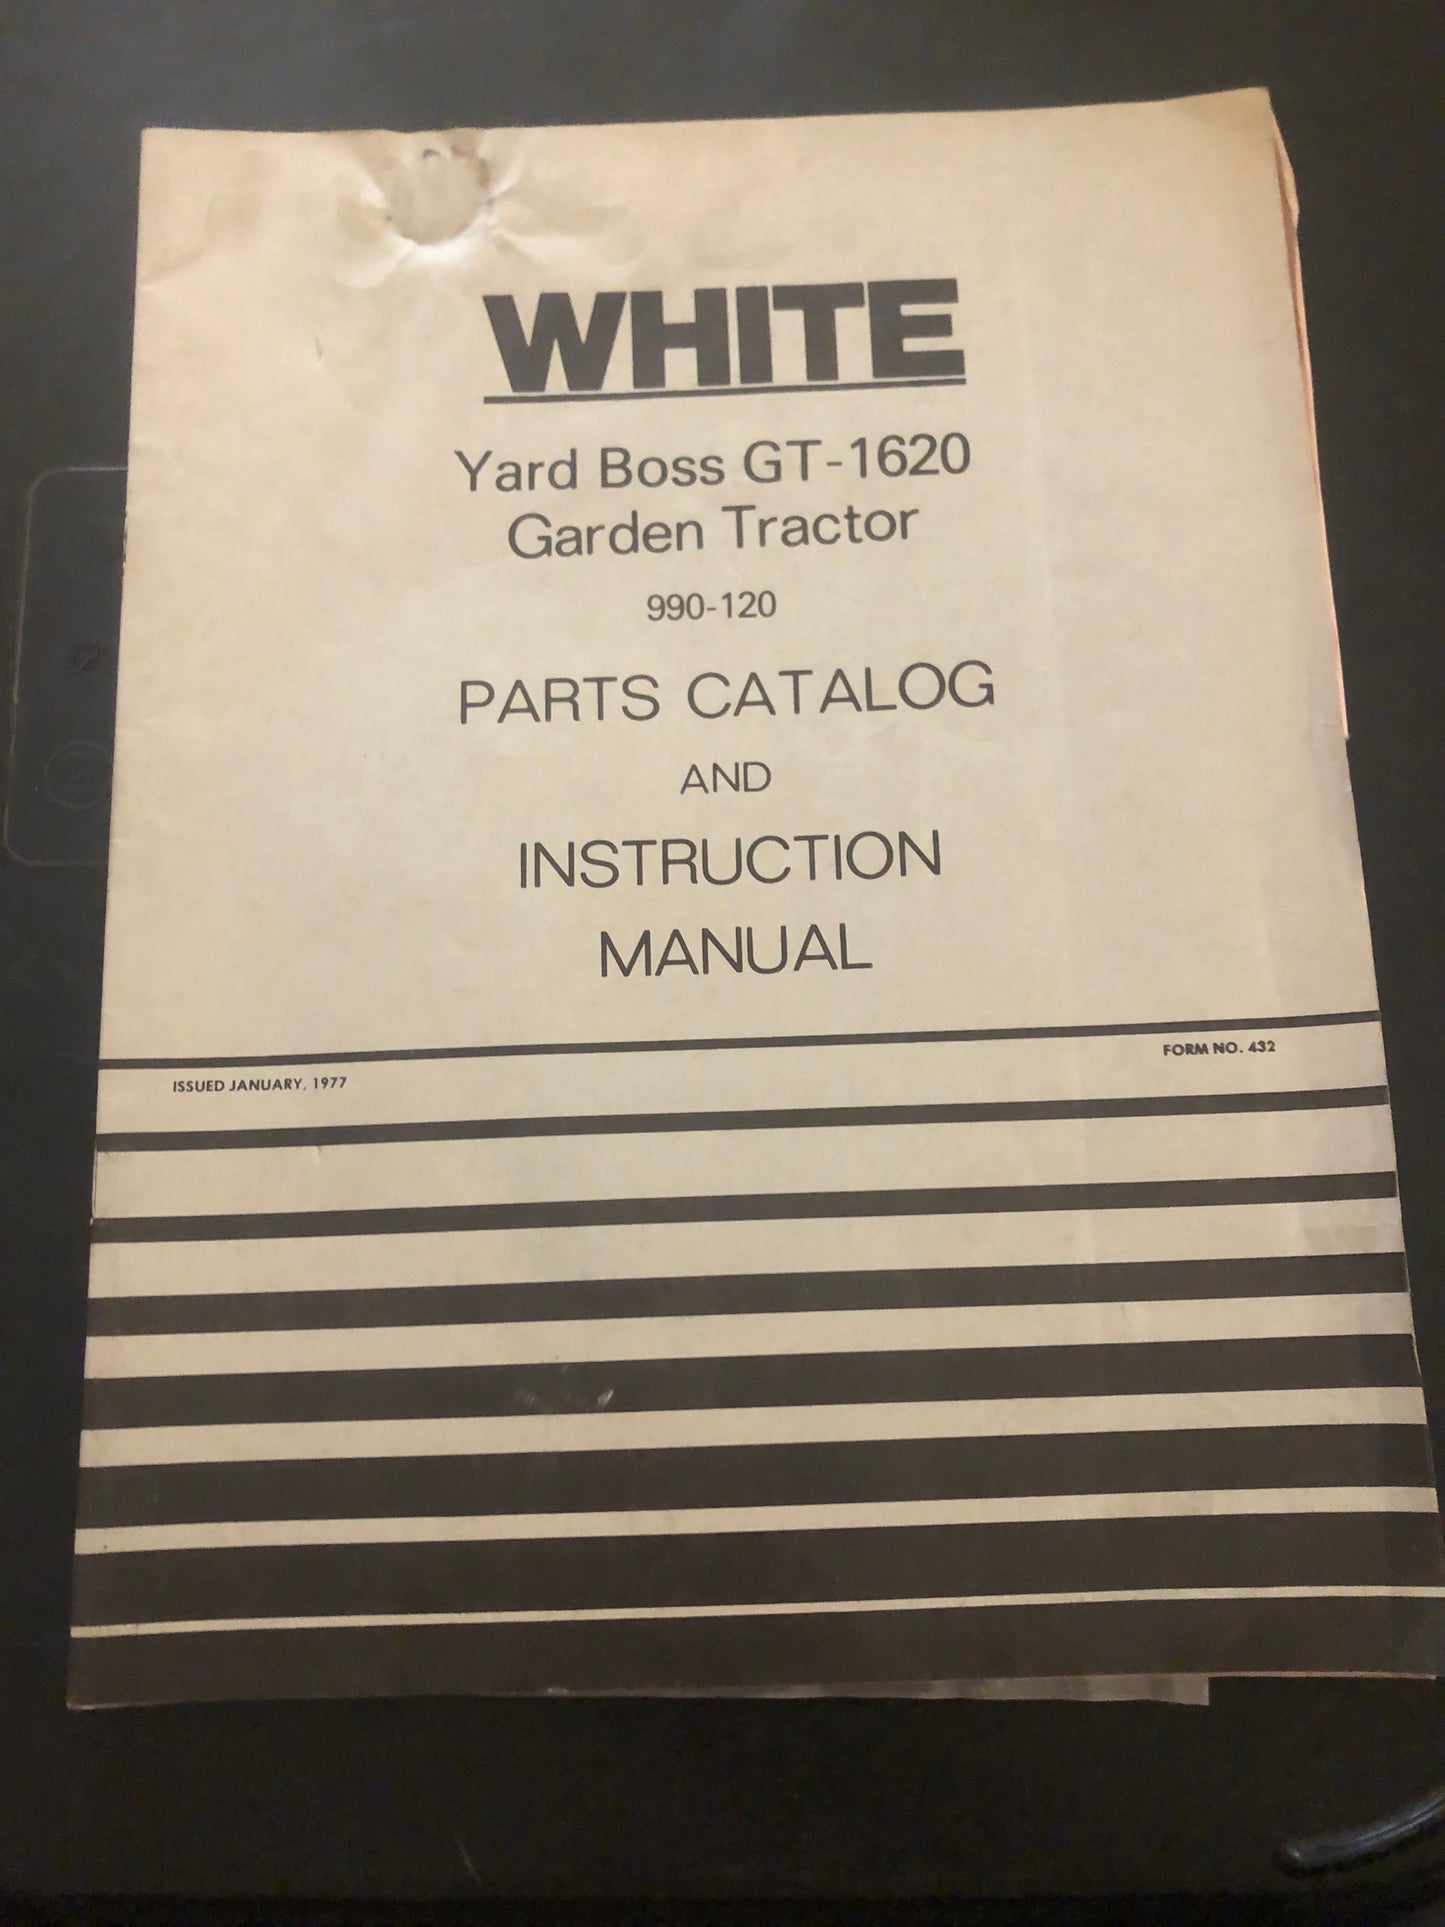 WHITE
Yard Boss GT-1620
Garden Tractor
990-120
PARTS CATALOG
AND
INSTRUCTION
MANUAL
FORM NO. 432
ISSUED JANUARY, 1977